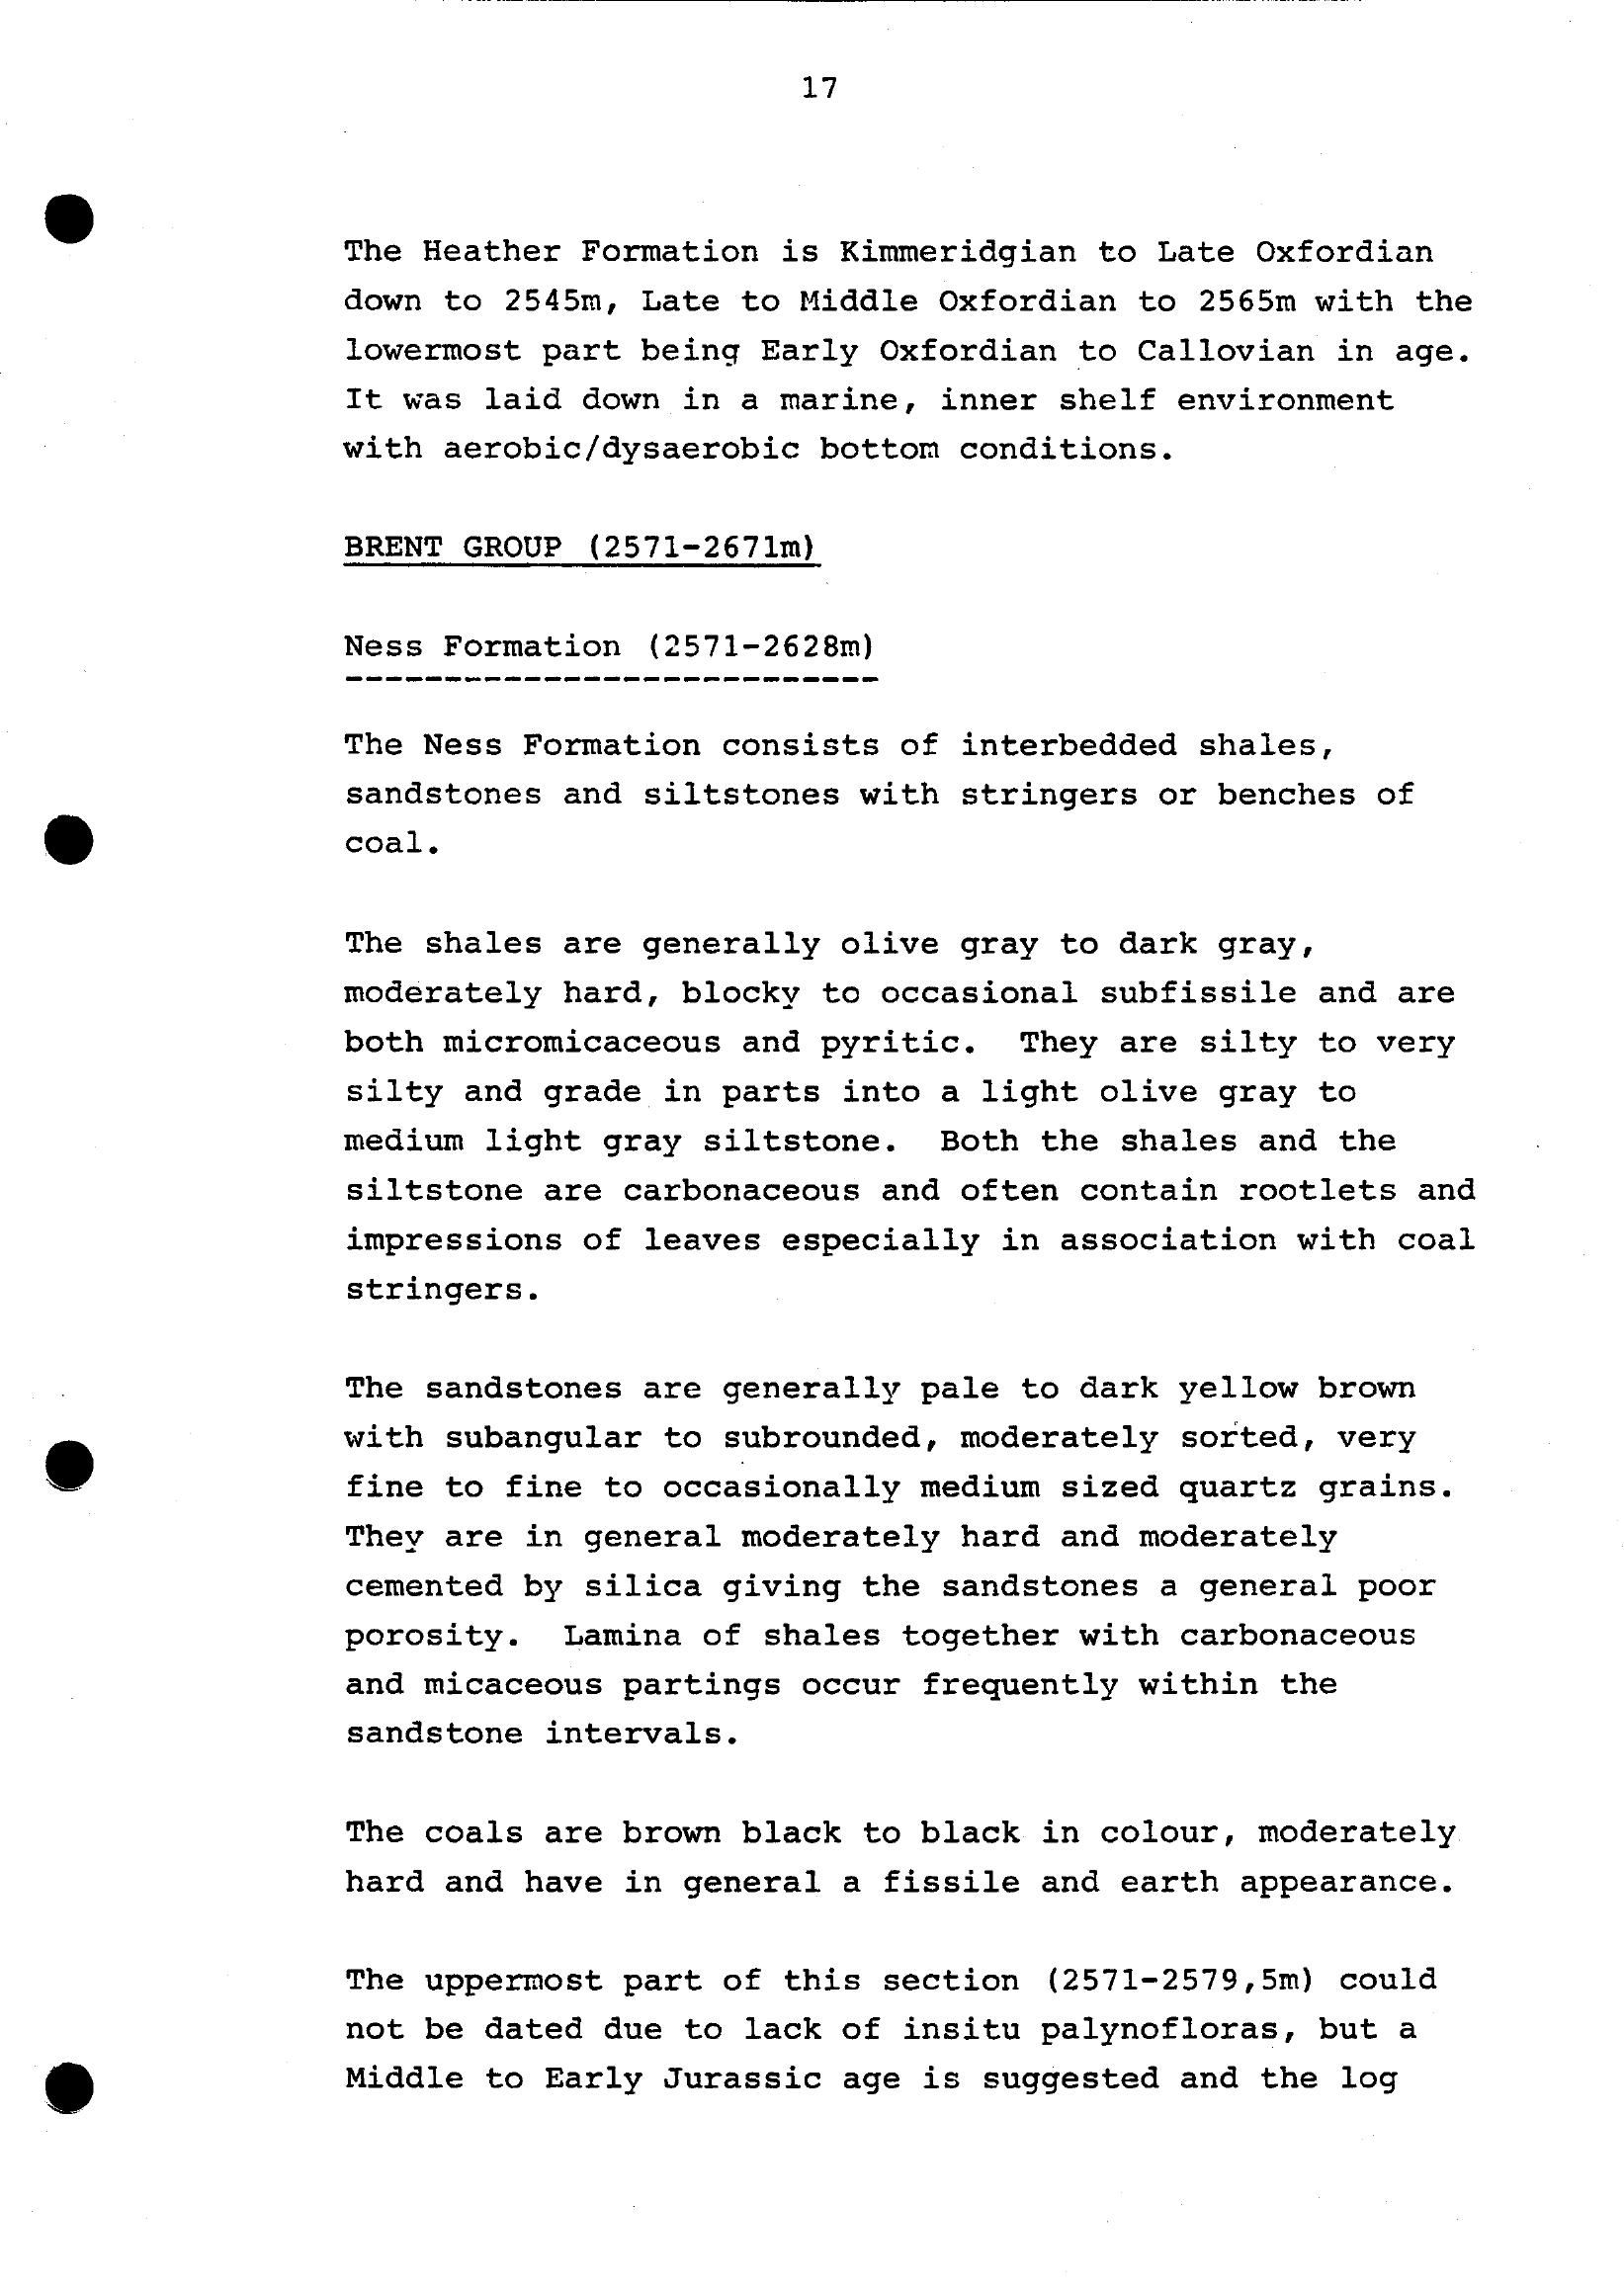 17
The Heather Formation is Kimmeridgian to Late Oxfordian
down to 2545m, Late to Middle Oxfordian to 2565m with the
lowermost part being Early Oxfordian to Callovian in age.
It was laid down in a marine, inner shelf environment
with aerobic/dysaerobic bottom conditions.
BRENT GROUP (2571-2671m)
Ness Formation (2571-2628m)
The Ness Formation consists of interbedded shales,
sandstones and siltstones with stringers or benches of
coal.
The shales are generally olive gray to dark gray,
moderately hard, blocky to occasional subfissile and are
both micromicaceous and pyritic. They are silty to very
silty and grade in parts into a light olive gray to
medium light gray siltstone. Both the shales and the
siltstone are carbonaceous and often contain rootlets and
impressions of leaves especially in association with coal
stringers.
The sandstones are generally pale to dark yellow brown
with subangular to subrounded, moderately sorted, very
fine to fine to occasionally medium sized quartz grains.
They are in general moderately hard and moderately
cemented by silica giving the sandstones a general poor
porosity. Lamina of shales together with carbonaceous
and micaceous partings occur frequently within the
sandstone intervals.
The coals are brown black to black in colour, moderately
hard and have in general a fissile and earth appearance.
The uppermost part of this section (2571-2579,5m) could
not be dated due to lack of insitu palynofloras, but a
Middle to Early Jurassic age is suggested and the log